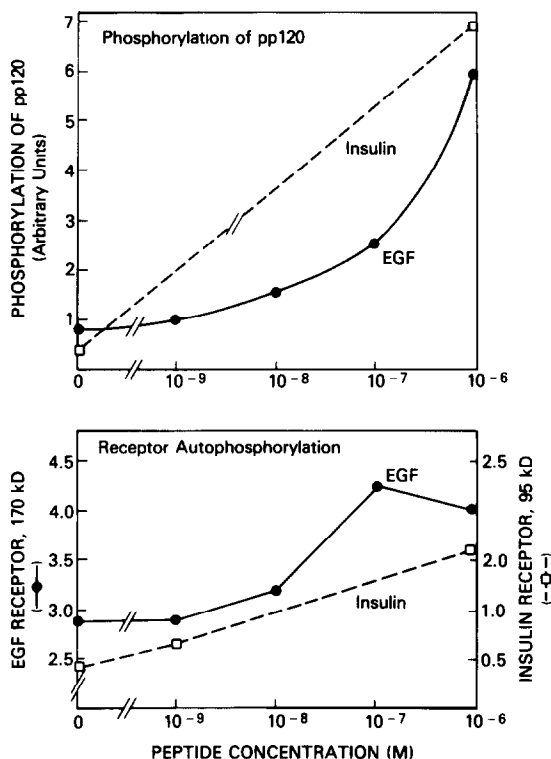 Phosphorylation of pp120
7
6
5
4
3
2
1
PHOSPHORYLATION OF pp120
(Arbitrary Units)
Insulin
EGF
0
10-9
10-8
10-7
10-6
Receptor Autophosphorylation
4.5
4.0
3.5
3.0
2.5
EGF RECEPTOR, 170 kD
EGF
Insulin
2.5
2.0
1.0
0.5
INSULIN RECEPTOR, 95 kD
0
10-9
10-8
10-7
10-6
PEPTIDE CONCENTRATION (M)